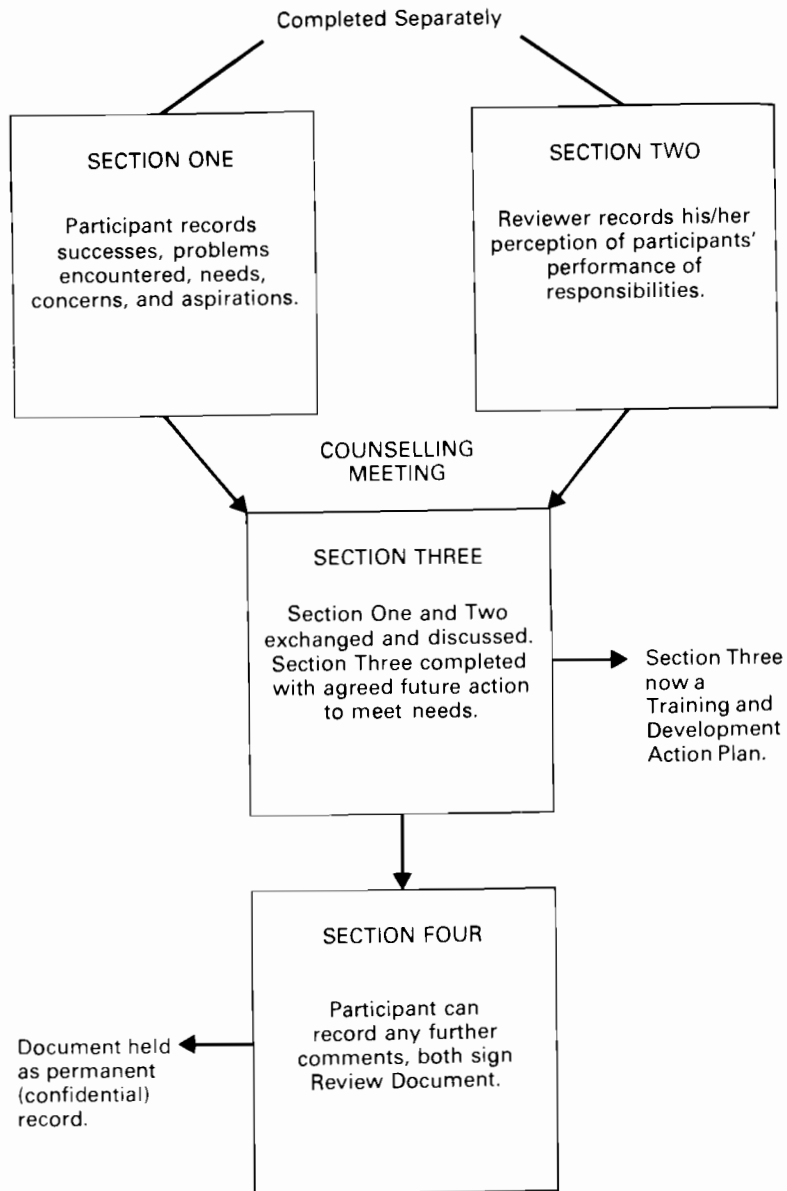 Completed Separately
SECTION ONE
Participant records
successes, problems
encountered, needs,
concerns, and aspirations.
SECTION TWO
Reviewer records his/her
perception of participants'
performance of
responsibilities.
COUNSELLING
MEETING
SECTION THREE
Section One and Two
exchanged and discussed.
Section Three completed
with agreed future action
to meet needs.
Section Three
now a
Training and
Development
Action Plan.
SECTION FOUR
Participant can
record any further
comments, both sign
Review Document.
Document held
as permanent
(confidential)
record.